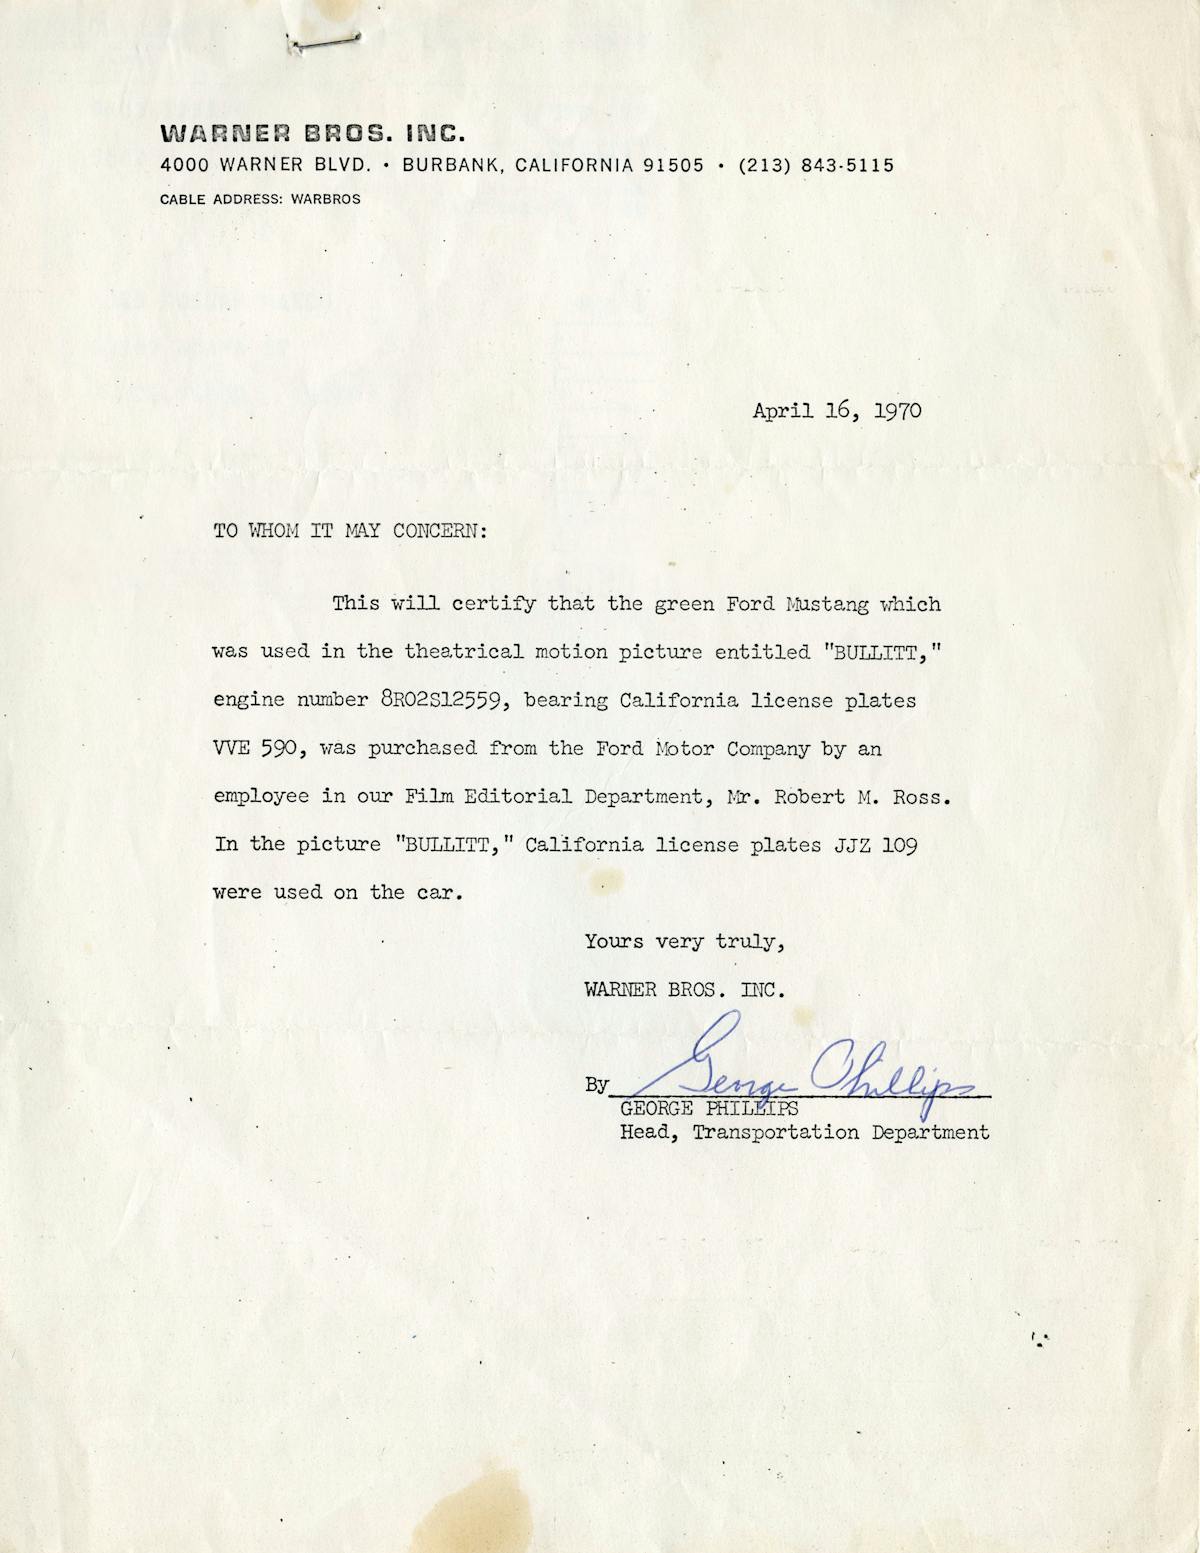 WARNER BROS. INC.
4000 WARNER BLVD. • BURBANK, CALIFORNIA 91505 • (213) 843-5115
CABLE ADDRESS: WARBROS
April 16, 1970
TO WHOM IT MAY CONCERN:
This will certify that the green Ford Mustang which
was used in the theatrical motion picture entitled "BULLITT,"
engine number 8R02S12559, bearing California license plates
VVE 590, was purchased from the Ford Motor Company by an
employee in our Film Editorial Department, Mr. Robert M. Ross.
In the picture "BULLITT," California license plates JJZ 109
were used on the car.
Yours very truly,
WARNER BROS. INC.
By George Phillips
GEORGE PHILLIPS
Head, Transportation Department